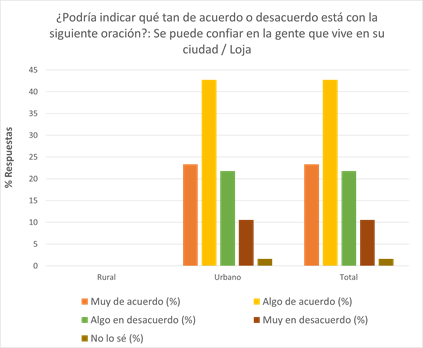 ¿Podría indicar qué tan de acuerdo o desacuerdo está con la
siguiente oración?: Se puede confiar en la gente que vive en su
ciudad / Loja
% Respuestas
45
40
35
30
25
20
15
10
5
0
Rural Urbano Total
Muy de acuerdo (%) Algo de acuerdo (%)
Algo en desacuerdo (%) Muy en desacuerdo (%)
No lo sé (%)